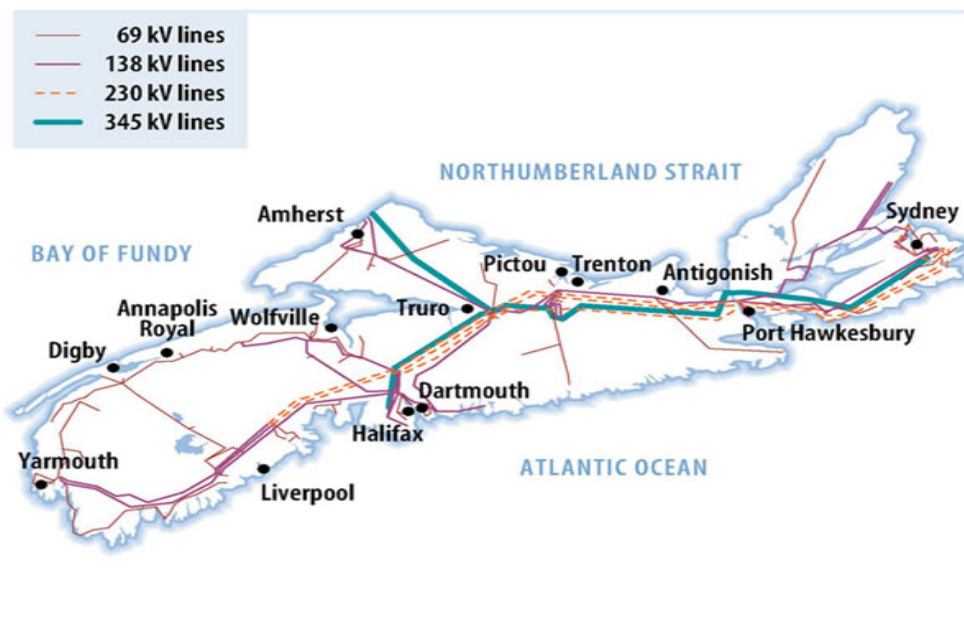 69 kV lines
138 kV lines
230 kV lines
345 kV lines
NORTHUMBERLAND STRAIT
Amherst
Sydney
BAY OF FUNDY
Pictou
Trenton
Antigonish
Annapolis
Royal
Wolfville
Truro
Port Hawkesbury
Digby
Dartmouth
Halifax
Yarmouth
ATLANTIC OCEAN
Liverpool